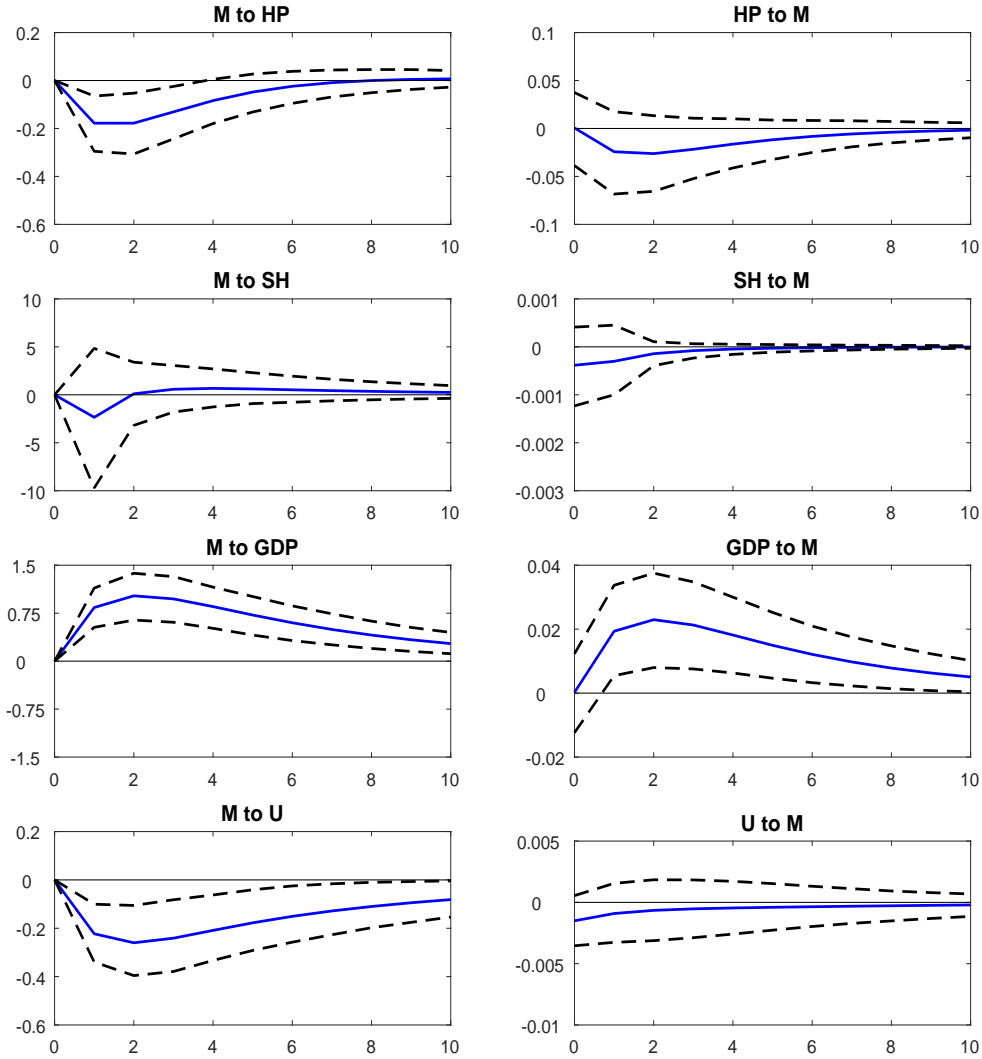 M to HP
0.2
0
-0.2
-0.4
-0.6
0 2 4 6 8 10
HP to M
0.1
0.05
0
-0.05
-0.1
0 2 4 6 8 10
M to SH
10
5
0
-5
-10
0 2 4 6 8 10
SH to M
0.001
0
-0.001
-0.002
-0.003
0 2 4 6 8 10
M to GDP
1.5
0.75
0
-0.75
-1.5
0 2 4 6 8 10
GDP to M
0.04
0.02
0
-0.02
0 2 4 6 8 10
M to U
0.2
0
-0.2
-0.4
-0.6
0 2 4 6 8 10
U to M
0.005
0
-0.005
-0.01
0 2 4 6 8 10